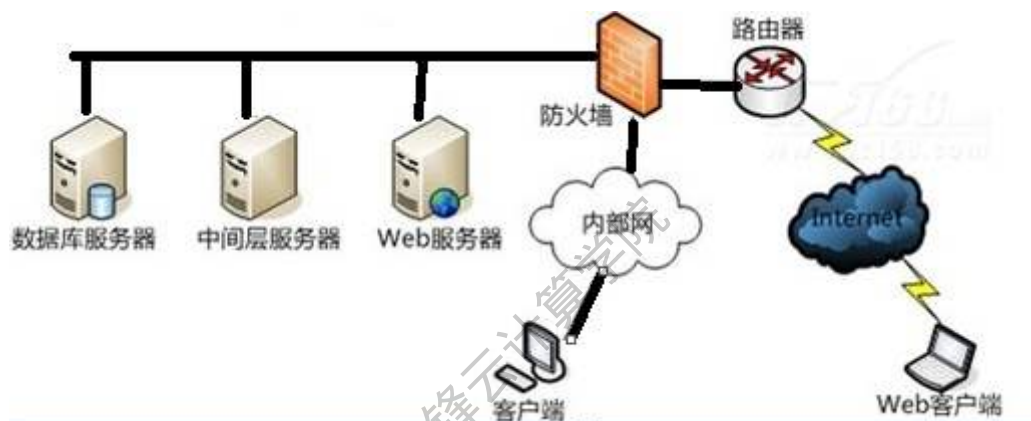 路由器
防火墙
数据库服务器
中间层服务器
Web服务器
内部网
Internet
客户端
Web客户端